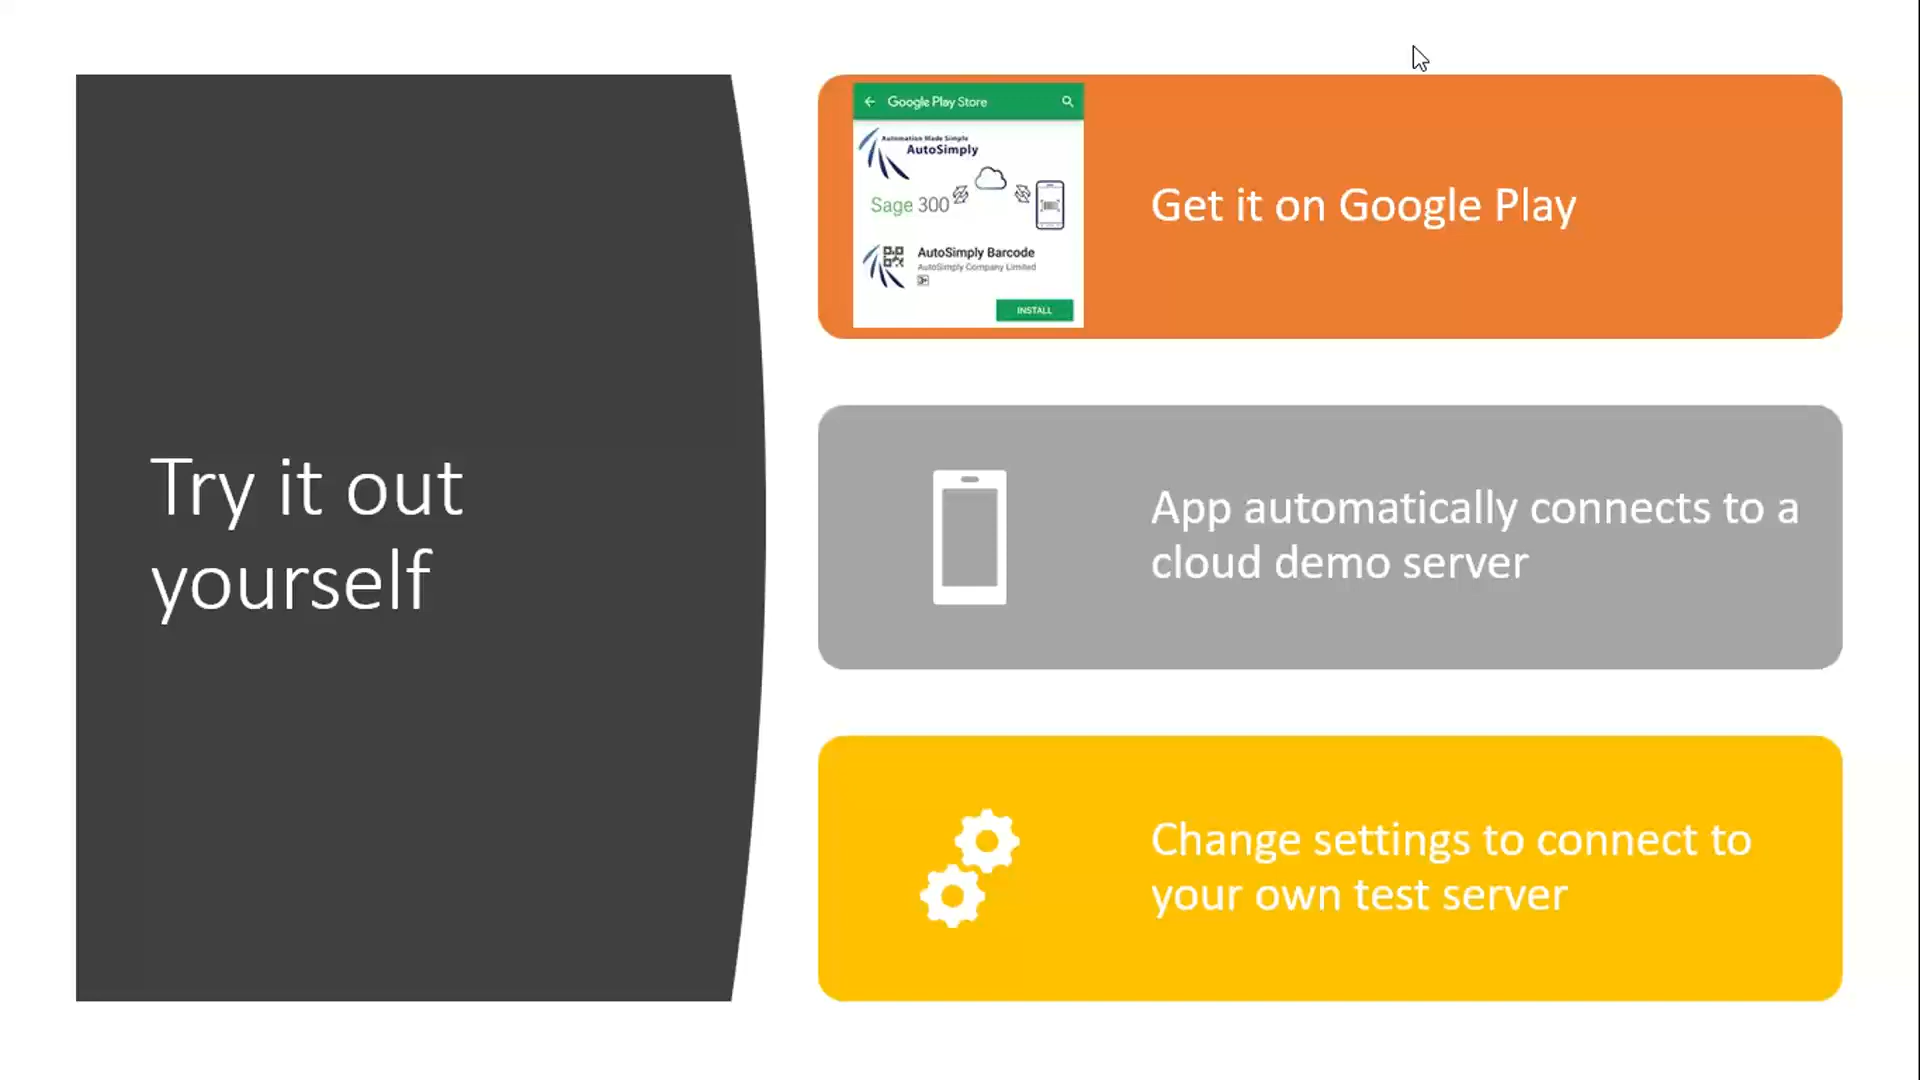 Try it out
yourself
Google Play Store
Automation Made Simple
AutoSimply
Sage 300
AutoSimply Barcode
AutoSimply Company Limited
3+
INSTALL
Get it on Google Play
App automatically connects to a
cloud demo server
Change settings to connect to
your own test server